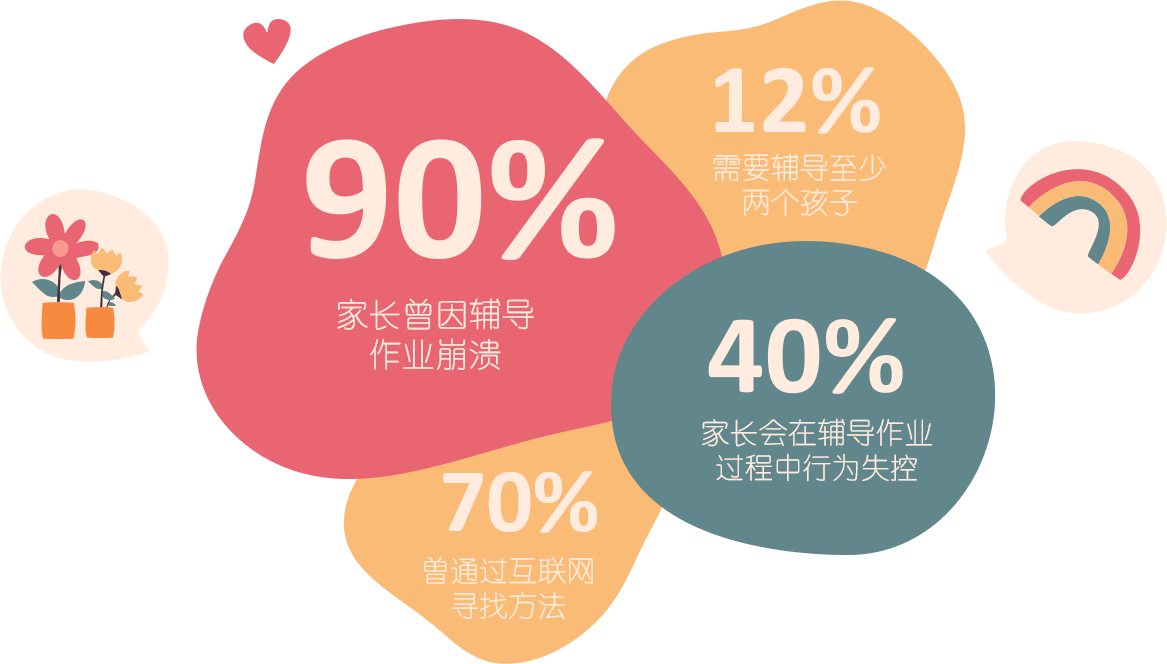 90%
家长曾因辅导
作业崩溃
12%
需要辅导至少
两个孩子
40%
家长会在辅导作业
过程中行为失控
70%
曾通过互联网
寻找方法